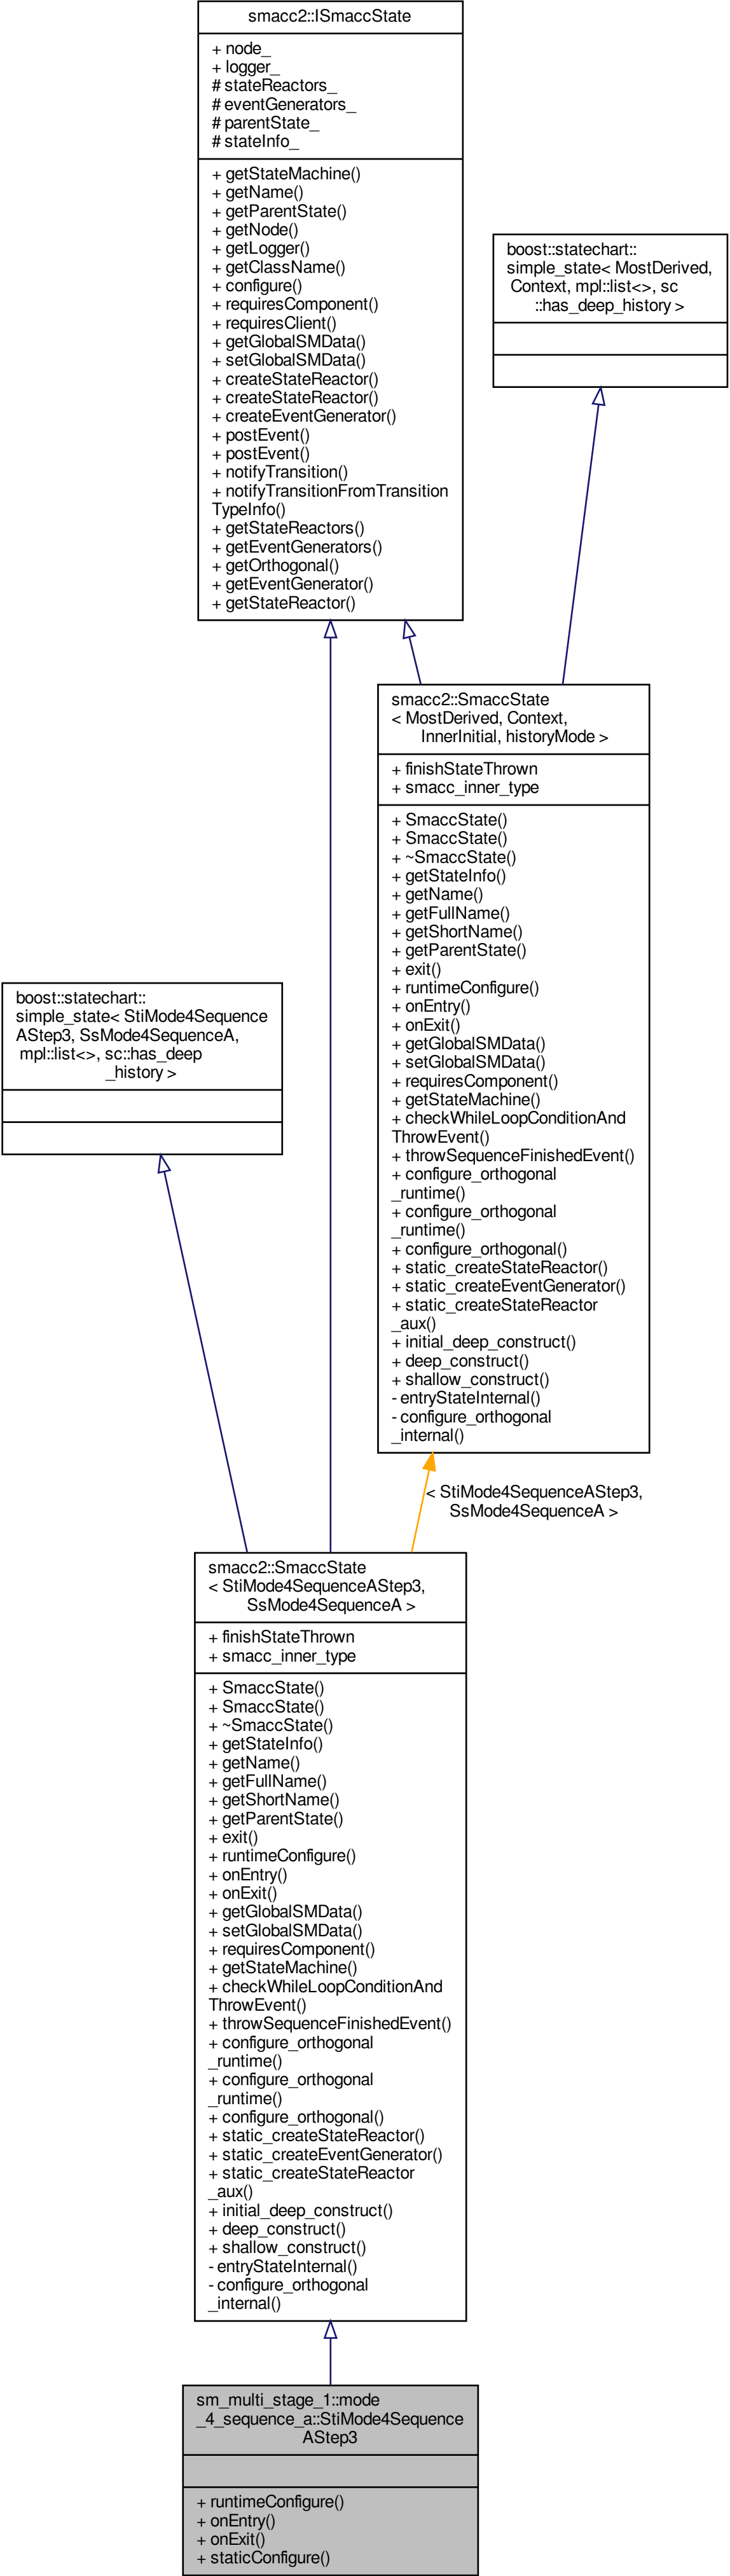 smacc2::ISmaccState
+ node_
+ logger_
# stateReactors_
# eventGenerators_
# parentState_
# stateInfo_
+ getStateMachine()
+ getName()
+ getParentState()
+ getNode()
+ getLogger()
+ getClassName()
+ configure()
+ requiresComponent()
+ requiresClient()
+ getGlobalSMData()
+ setGlobalSMData()
+ createStateReactor()
+ createStateReactor()
+ createEventGenerator()
+ postEvent()
+ postEvent()
+ notifyTransition()
+ notifyTransitionFromTransition
TypeInfo()
+ getStateReactors()
+ getEventGenerators()
+ getOrthogonal()
+ getEventGenerator()
+ getStateReactor()
boost::statechart::
simple_state< MostDerived,
Context, mpl::list<>, sc
::has_deep_history >
smacc2::SmaccState
< MostDerived, Context,
InnerInitial, historyMode >
+ finishStateThrown
+ smacc_inner_type
+ SmaccState()
+ SmaccState()
+ ~SmaccState()
+ getStateInfo()
+ getName()
+ getFullName()
+ getShortName()
+ getParentState()
+ exit()
+ runtimeConfigure()
+ onEntry()
+ onExit()
+ getGlobalSMData()
+ setGlobalSMData()
+ requiresComponent()
+ getStateMachine()
+ checkWhileLoopConditionAnd
ThrowEvent()
+ throwSequenceFinishedEvent()
+ configure_orthogonal
_runtime()
+ configure_orthogonal
_runtime()
+ configure_orthogonal()
+ static_createStateReactor()
+ static_createEventGenerator()
+ static_createStateReactor
_aux()
+ initial_deep_construct()
+ deep_construct()
+ shallow_construct()
- entryStateInternal()
- configure_orthogonal
_internal()
boost::statechart::
simple_state< StiMode4Sequence
AStep3, SsMode4SequenceA,
mpl::list<>, sc::has_deep
_history >
< StiMode4SequenceAStep3,
SsMode4SequenceA >
smacc2::SmaccState
< StiMode4SequenceAStep3,
SsMode4SequenceA >
+ finishStateThrown
+ smacc_inner_type
+ SmaccState()
+ SmaccState()
+ ~SmaccState()
+ getStateInfo()
+ getName()
+ getFullName()
+ getShortName()
+ getParentState()
+ exit()
+ runtimeConfigure()
+ onEntry()
+ onExit()
+ getGlobalSMData()
+ setGlobalSMData()
+ requiresComponent()
+ getStateMachine()
+ checkWhileLoopConditionAnd
ThrowEvent()
+ throwSequenceFinishedEvent()
+ configure_orthogonal
_runtime()
+ configure_orthogonal
_runtime()
+ configure_orthogonal()
+ static_createStateReactor()
+ static_createEventGenerator()
+ static_createStateReactor
_aux()
+ initial_deep_construct()
+ deep_construct()
+ shallow_construct()
- entryStateInternal()
- configure_orthogonal
_internal()
sm_multi_stage_1::mode
_4_sequence_a::StiMode4Sequence
AStep3
+ runtimeConfigure()
+ onEntry()
+ onExit()
+ staticConfigure()